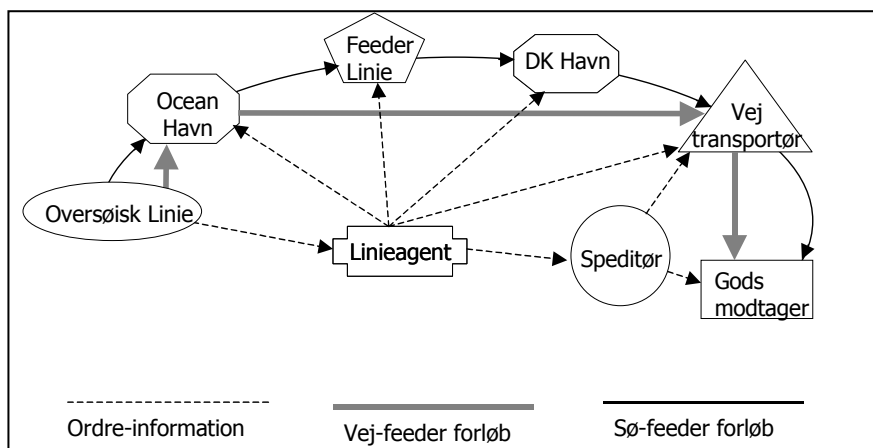 Feeder
Linie
DK Havn
Ocean
Havn
Vej
transportør
Oversøisk Linie
Linieagent
Speditør
Gods
modtager
Ordre-information
Vej-feeder forløb
Sø-feeder forløb